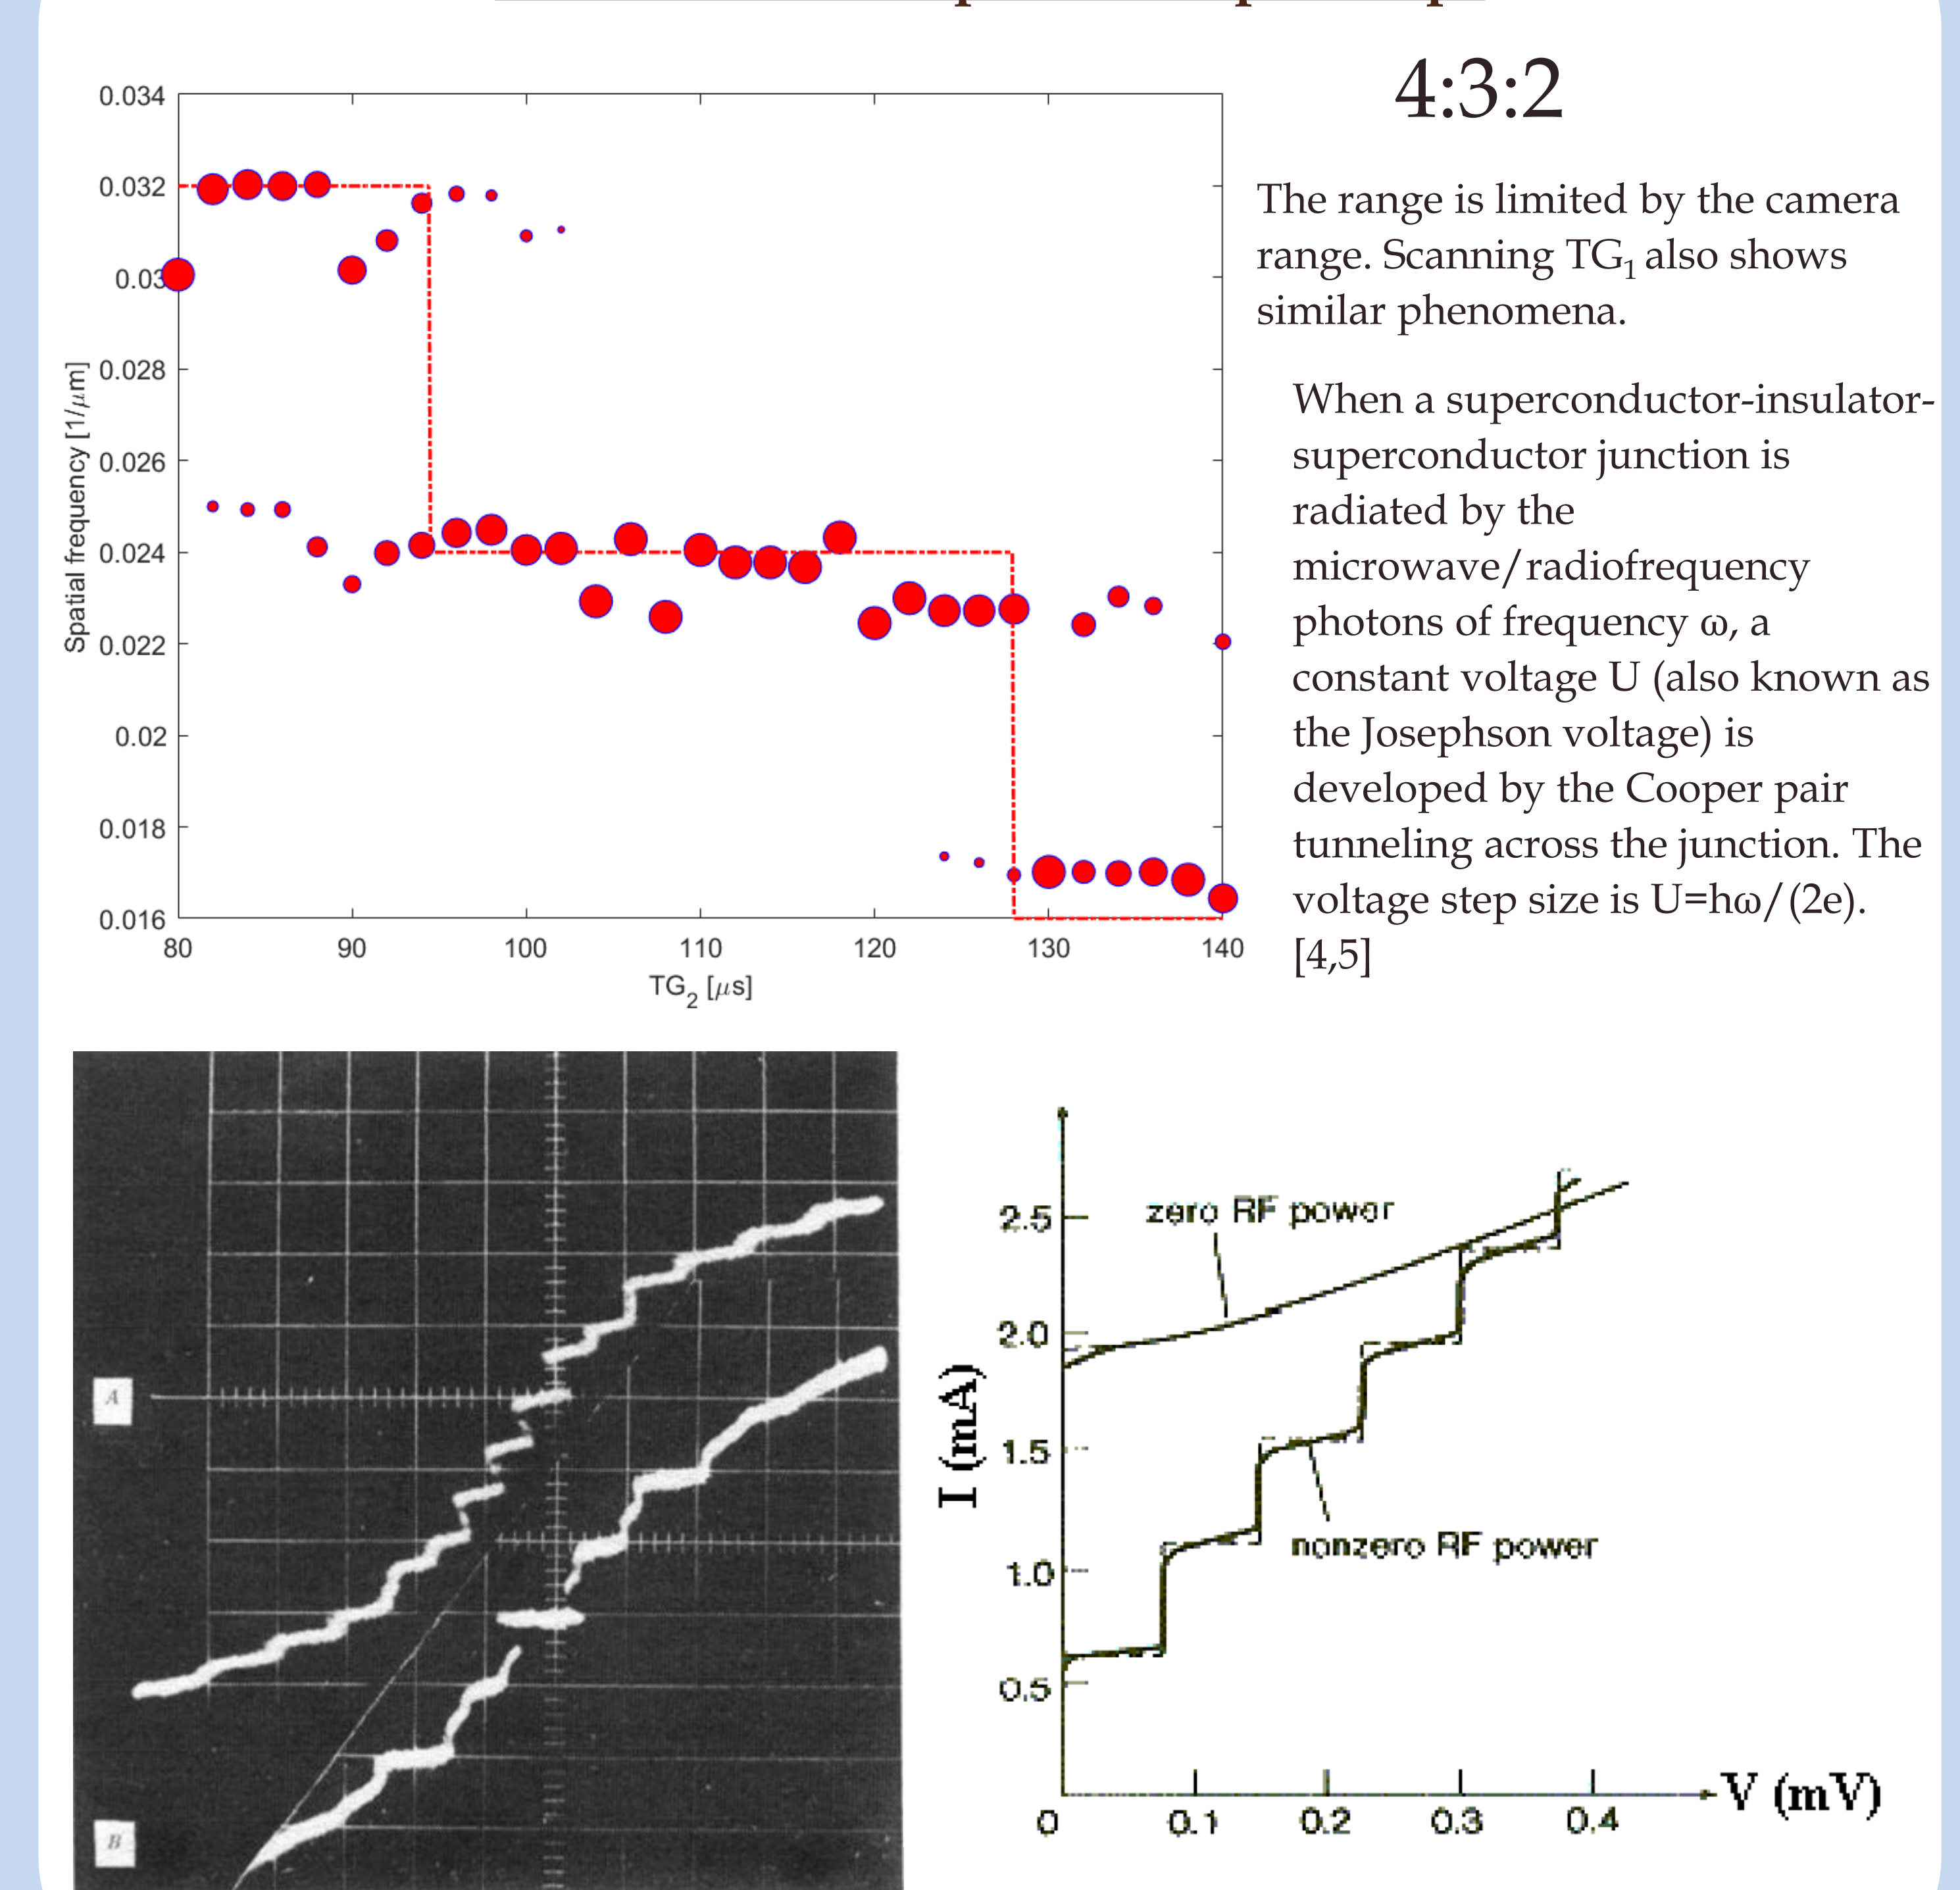 4:3:2
0.034
0.032
0.03
0.028
0.026
0.024
0.022
0.02
0.018
0.016
Spatial frequency [1/μm]
80 90 100 110 120 130 140
TG₂ [μs]
The range is limited by the camera
range. Scanning TG₁ also shows
similar phenomena.
When a superconductor-insulator-
superconductor junction is
radiated by the
microwave/radiofrequency
photons of frequency ω, a
constant voltage U (also known as
the Josephson voltage) is
developed by the Cooper pair
tunneling across the junction. The
voltage step size is U=hω/(2e).
[4,5]
A
B
I (mA)
2.5
2.0
1.5
1.0
0.5
zero RF power
nonzero RF power
0 0.1 0.2 0.3 0.4
V (mV)